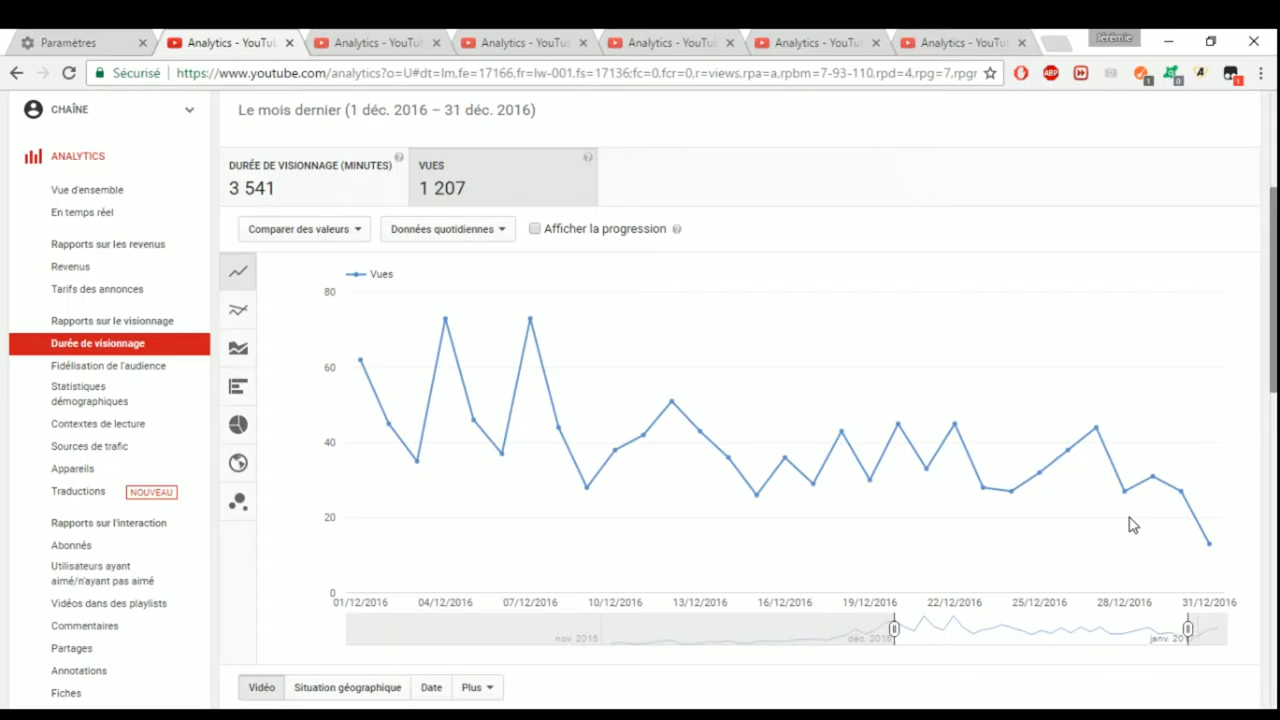 Paramètres
Analytics - YouTu
Analytics - YouTu
Analytics - YouTu
Analytics - YouTu
Analytics - YouTu
Analytics - YouTu
Jérémie
Sécurisé
https://www.youtube.com/analytics?o=U#dt=lm,fe=17166,fr=lw-001,fs=17136;fc=0,fcr=0,r=views,rpa=a,rpbm=7-93-110,rpd=4,rpg=7,rpgr
ABP
1
0
A
1
CHAÎNE
Le mois dernier (1 déc. 2016 – 31 déc. 2016)
ANALYTICS
DURÉE DE VISIONNAGE (MINUTES)
3 541
VUES
1 207
Vue d'ensemble
En temps réel
Comparer des valeurs
Données quotidiennes
Afficher la progression
Rapports sur les revenus
Revenus
Tarifs des annonces
Rapports sur le visionnage
Durée de visionnage
Fidélisation de l'audience
Statistiques
démographiques
Contextes de lecture
Sources de trafic
Appareils
Traductions
NOUVEAU
Rapports sur l'interaction
Abonnés
Utilisateurs ayant
aimé/n'ayant pas aimé
Vidéos dans des playlists
Commentaires
Partages
Annotations
Fiches
Vues
80
60
40
20
0
01/12/2016
04/12/2016
07/12/2016
10/12/2016
13/12/2016
16/12/2016
19/12/2016
22/12/2016
25/12/2016
28/12/2016
31/12/2016
nov. 2016
déc. 2016
janv. 201
Vidéo
Situation géographique
Date
Plus